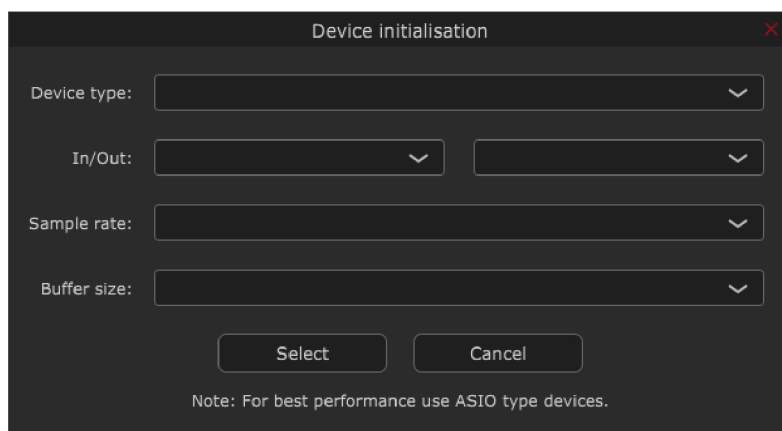 Device initialisation
Device type:
In/Out:
Sample rate:
Buffer size:
Select Cancel
Note: For best performance use ASIO type devices.